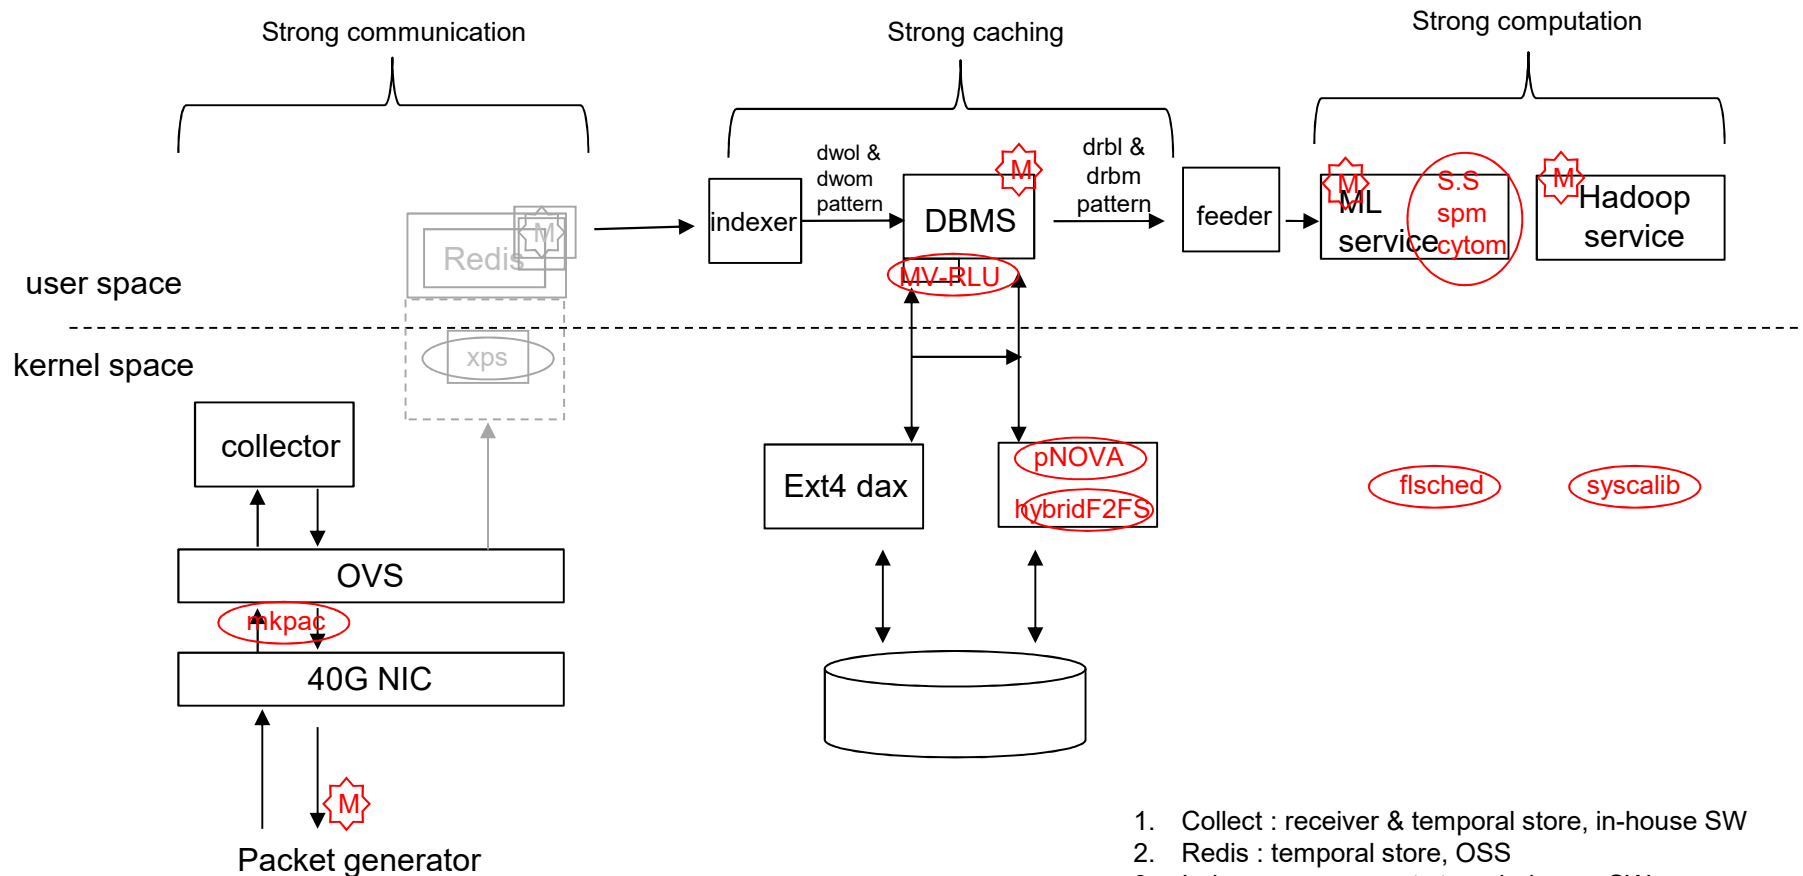 Strong communication
Strong caching
Strong computation
dwol &
dwom
pattern
drbl &
drbm
pattern
M
M
M
M
S.S
spm
cytom
Redis
indexer
DBMS
feeder
ML
service
Hadoop
service
MV-RLU
user space
kernel space
xps
collector
Ext4 dax
pNOVA
hybridF2FS
flsched
syscalib
OVS
mkpac
40G NIC
M
Packet generator
1. Collect : receiver & temporal store, in-house SW
2. Redis : temporal store, OSS